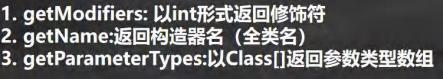 1. getModifiers: 以int形式返回修饰符
2. getName:返回构造器名（全类名）
3. getParameterTypes:以Class[]返回参数类型数组